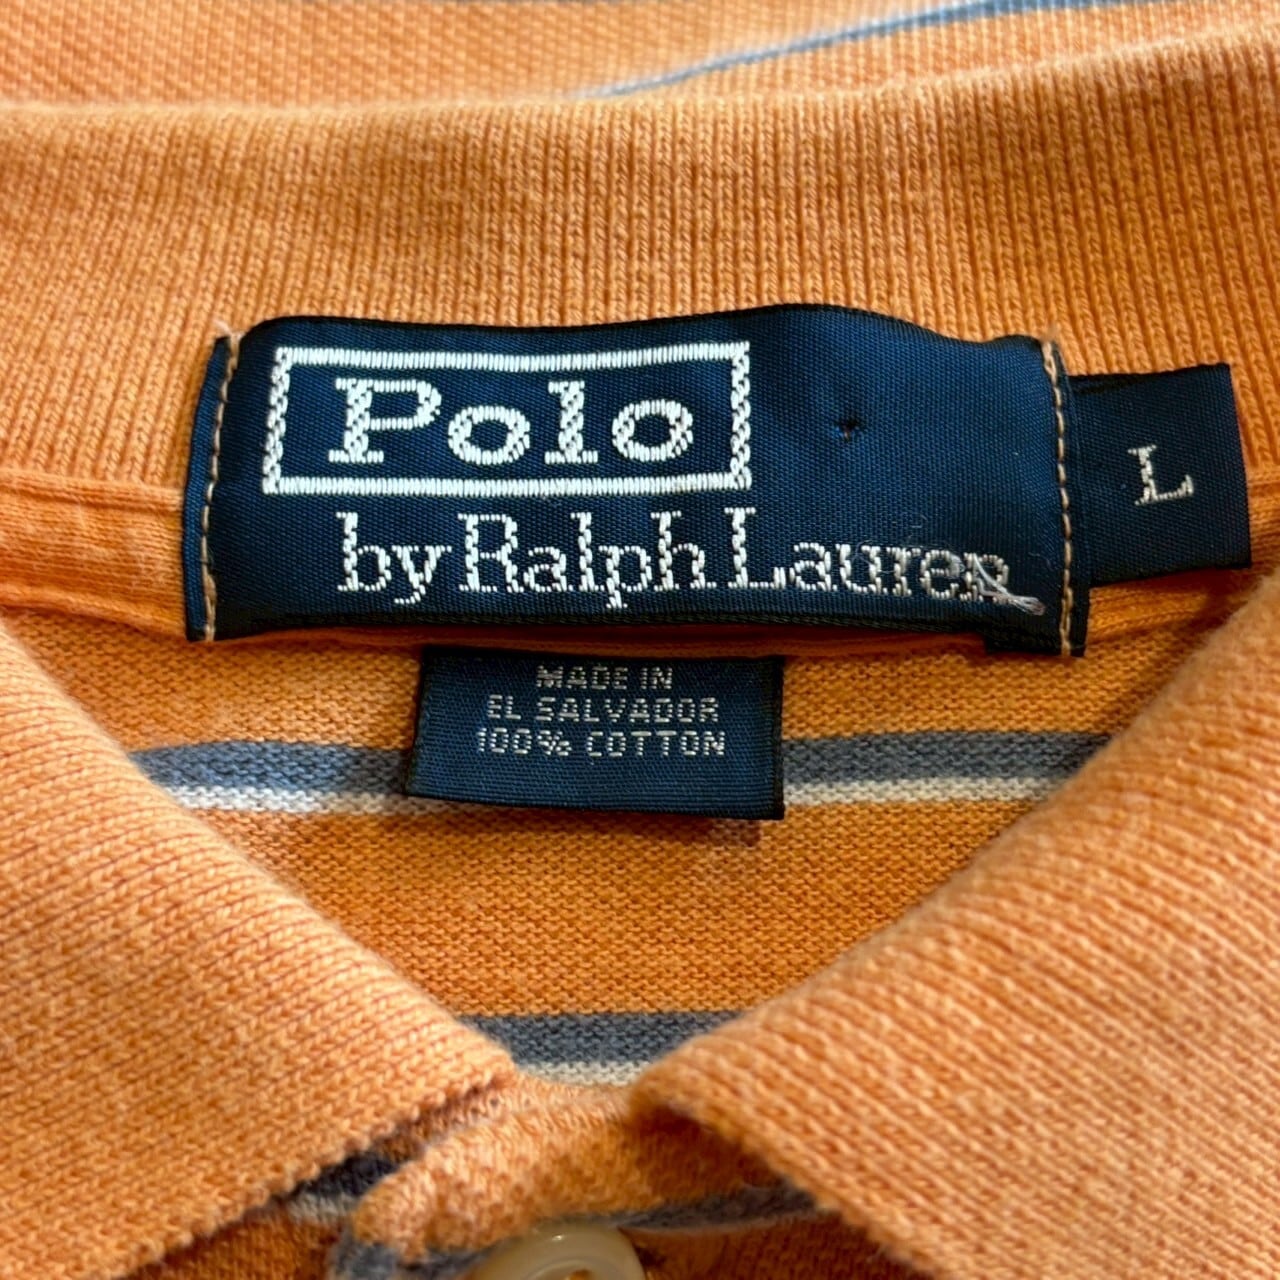 Polo
by Ralph Lauren
L
MADE IN
EL SALVADOR
100% COTTON